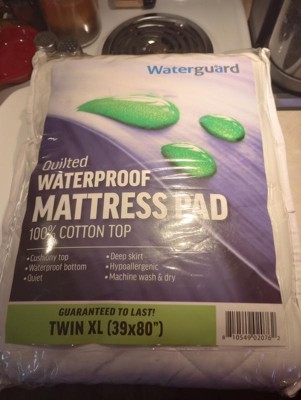 Waterguard
Quilted
WATERPROOF
MATTRESS PAD
100% COTTON TOP
•Cushiony top
•Waterproof bottom
•Quiet
•Deep skirt
•Hypoallergenic
•Machine wash & dry
GUARANTEED TO LAST!
TWIN XL (39x80")